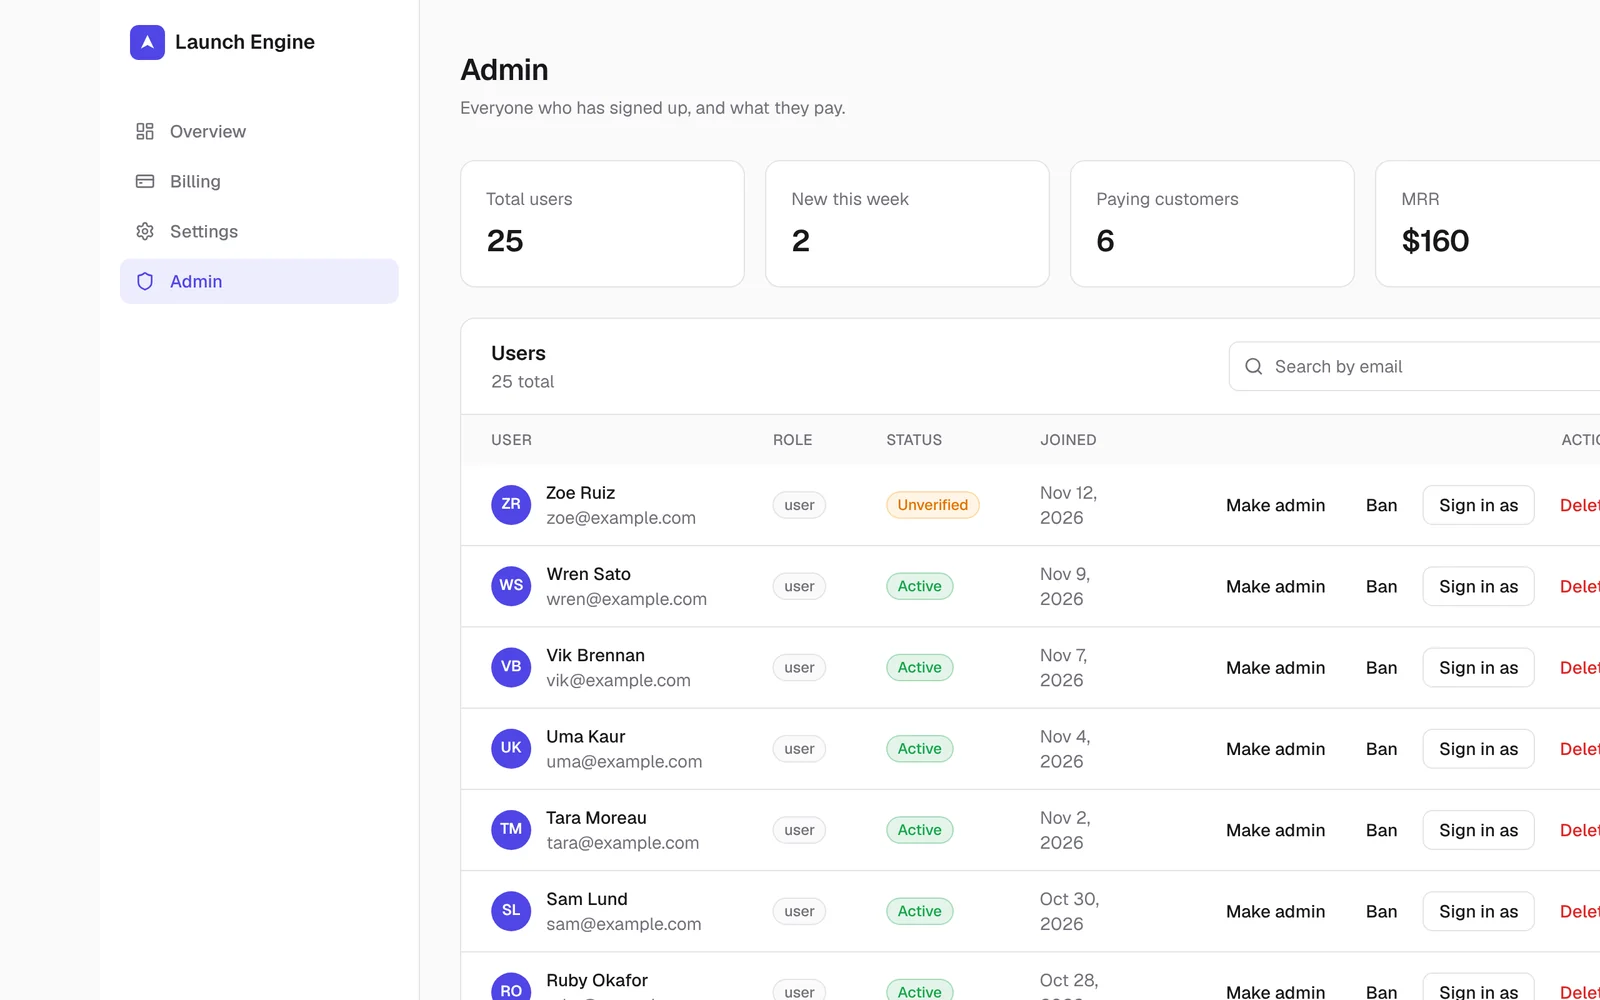 Launch Engine
Overview
Billing
Settings
Admin
Admin
Everyone who has signed up, and what they pay.
Total users
25
New this week
2
Paying customers
6
MRR
$160
Users
25 total
Search by email
USER ROLE STATUS JOINED ACTIO
ZR Zoe Ruiz zoe@example.com user Unverified Nov 12, 2026 Make admin Ban Sign in as Delet
WS Wren Sato wren@example.com user Active Nov 9, 2026 Make admin Ban Sign in as Delet
VB Vik Brennan vik@example.com user Active Nov 7, 2026 Make admin Ban Sign in as Delet
UK Uma Kaur uma@example.com user Active Nov 4, 2026 Make admin Ban Sign in as Delet
TM Tara Moreau tara@example.com user Active Nov 2, 2026 Make admin Ban Sign in as Delet
SL Sam Lund sam@example.com user Active Oct 30, 2026 Make admin Ban Sign in as Delet
RO Ruby Okafor user Active Oct 28, Make admin Ban Sign in as Delet